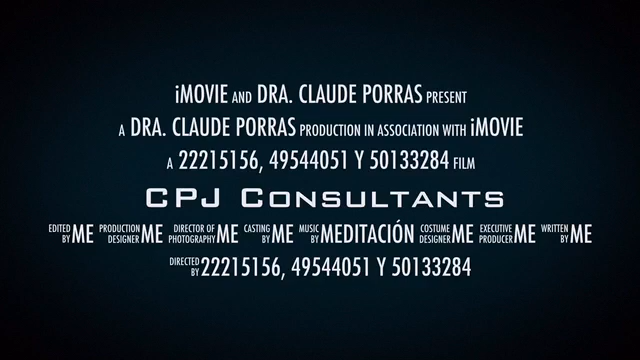 iMOVIE AND DRA. CLAUDE PORRAS PRESENT
A DRA. CLAUDE PORRAS PRODUCTION IN ASSOCIATION WITH iMOVIE
A 22215156, 49544051 Y 50133284 FILM
CPJ CONSULTANTS
EDITED BY ME PRODUCTION DESIGNER ME DIRECTOR OF PHOTOGRAPHY ME CASTING BY ME MUSIC BY MEDITACIÓN COSTUME DESIGNER ME EXECUTIVE PRODUCER ME WRITTEN BY ME
DIRECTED BY 22215156, 49544051 Y 50133284